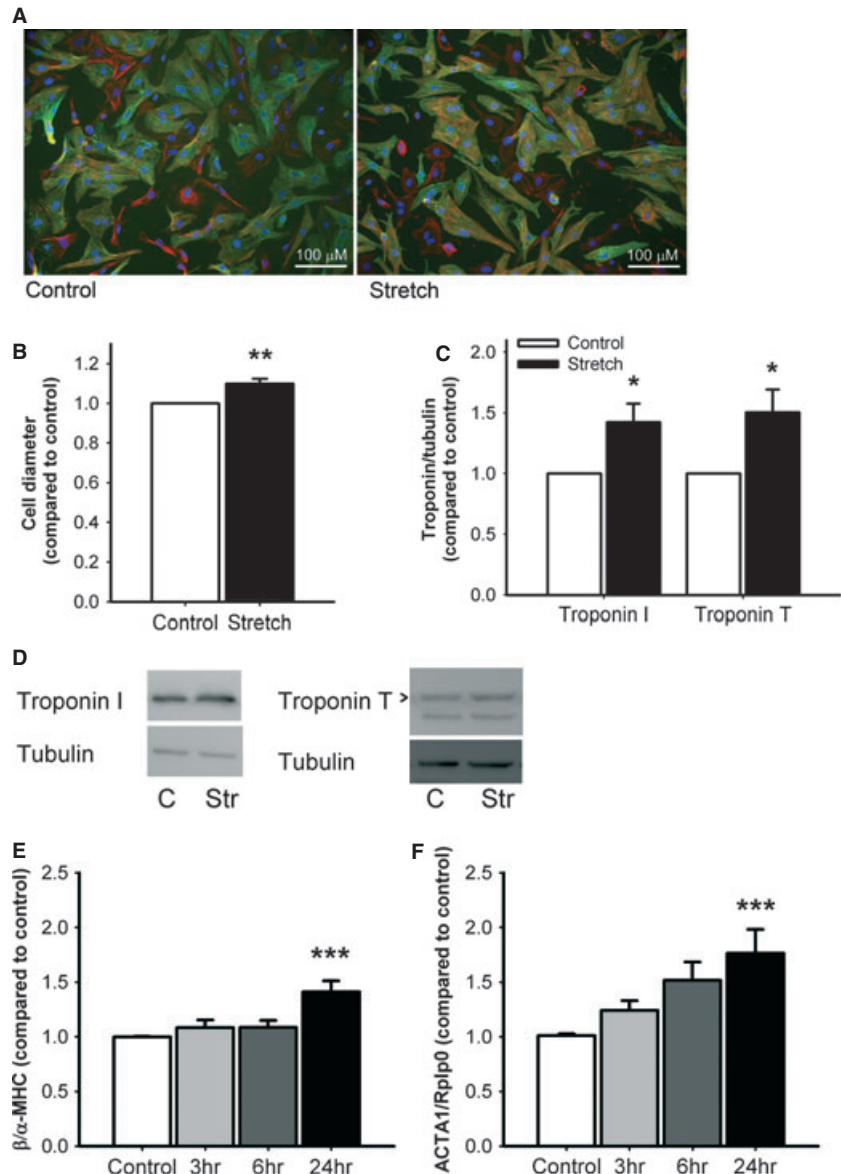 A
100 μM
100 μM
Control
Stretch
B
Cell diameter
(compared to control)
1.2
1.0
0.8
0.6
0.4
0.2
0.0
**
Control Stretch
C
Troponin/tubulin
(compared to control)
2.0
1.5
1.0
0.5
0.0
Control
Stretch
*
*
Troponin I
Troponin T
D
Troponin I
Tubulin
C Str
Troponin T >
Tubulin
C Str
E
β/α-MHC (compared to control)
2.5
2.0
1.5
1.0
0.5
0.0
***
Control 3hr 6hr 24hr
F
ACTA1/Rplp0 (compared to control)
2.5
2.0
1.5
1.0
0.5
0.0
***
Control 3hr 6hr 24hr